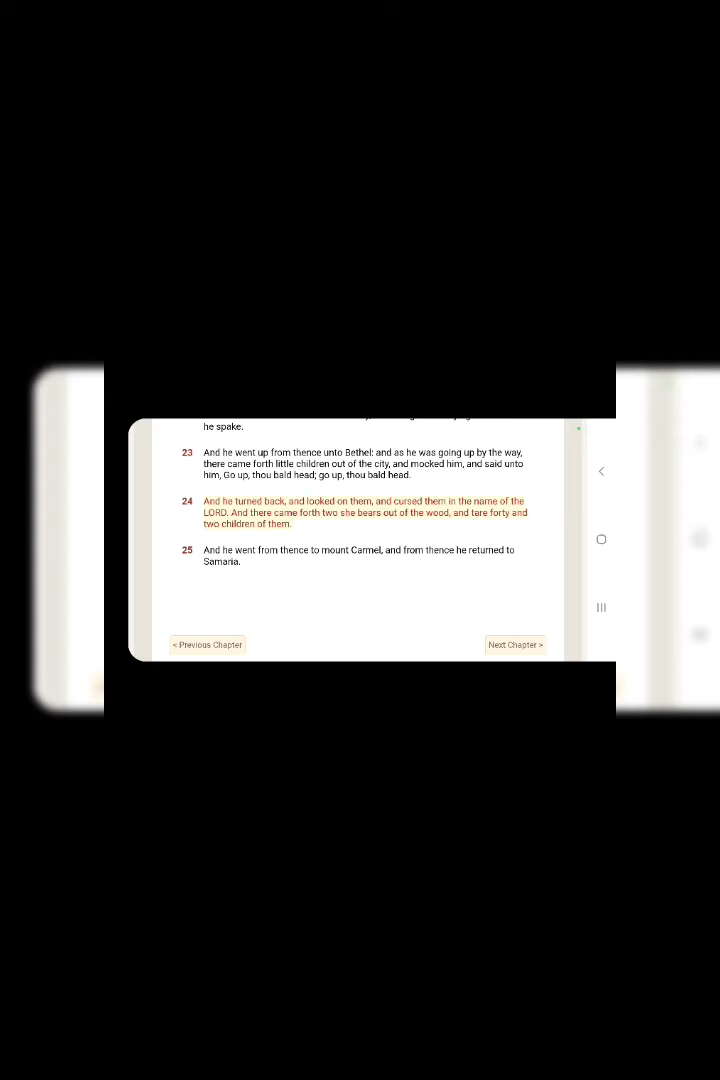 he spake.
23 And he went up from thence unto Bethel: and as he was going up by the way,
there came forth little children out of the city, and mocked him, and said unto
him, Go up, thou bald head; go up, thou bald head.
24 And he turned back, and looked on them, and cursed them in the name of the
LORD. And there came forth two she bears out of the wood, and tare forty and
two children of them.
25 And he went from thence to mount Carmel, and from thence he returned to
Samaria.
< Previous Chapter
Next Chapter >